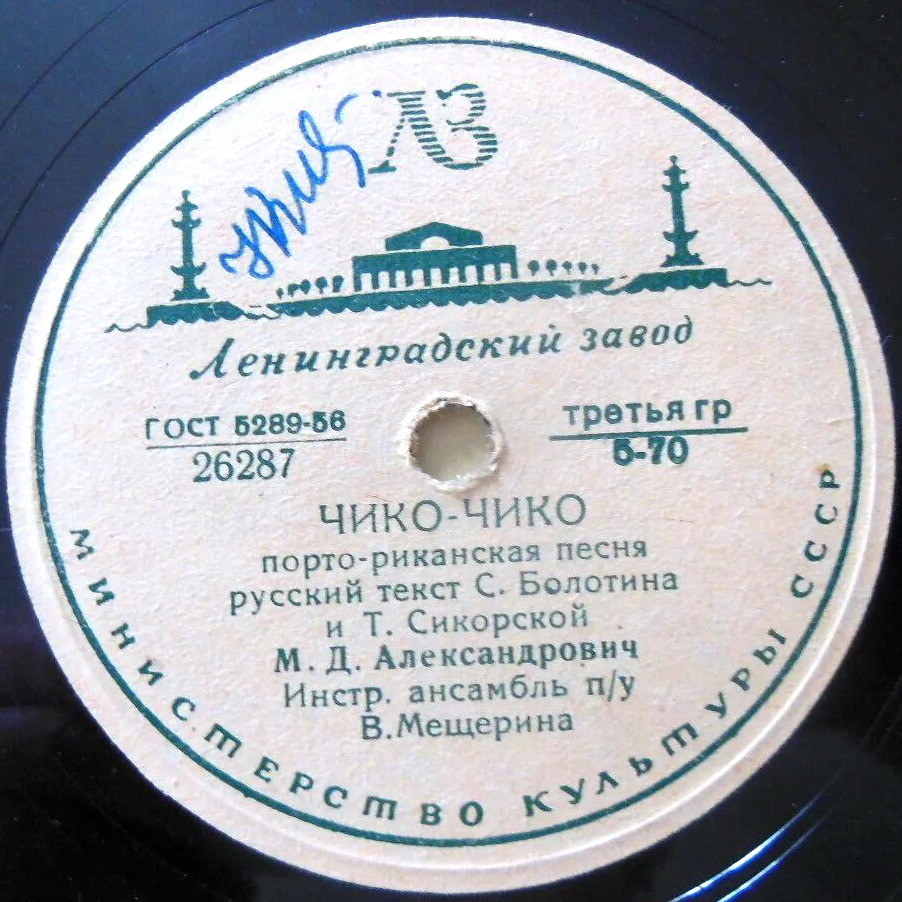 ЛЗ
Ленинградский завод
ГОСТ 5289-56
26287
третья гр
5-70
ЧИКО-ЧИКО
порто-риканская песня
русский текст С. Болотина
и Т. Сикорской
М. Д. Александрович
Инстр. ансамбль п/у
В.Мещерина
МИНИСТЕРСТВО КУЛЬТУРЫ СССР